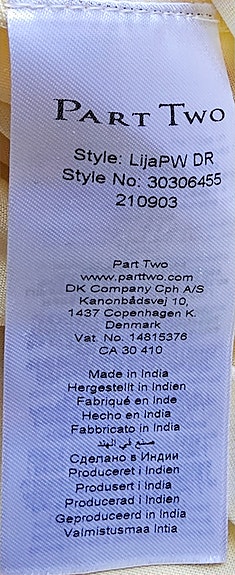 PART TWO
Style: LijaPW DR
Style No: 30306455
210903
Part Two
www.parttwo.com
DK Company Cph A/S
Kanonbådsvej 10,
1437 Copenhagen K.
Denmark
Vat. No. 14815376
CA 30 410
Made in India
Hergestellt in Indien
Fabriqué en Inde
Hecho en India
Fabbricato in India
صنع في الهند
Сделано в Индии
Produceret i Indien
Produsert i India
Producerad i Indien
Geproduceerd in India
Valmistusmaa Intia